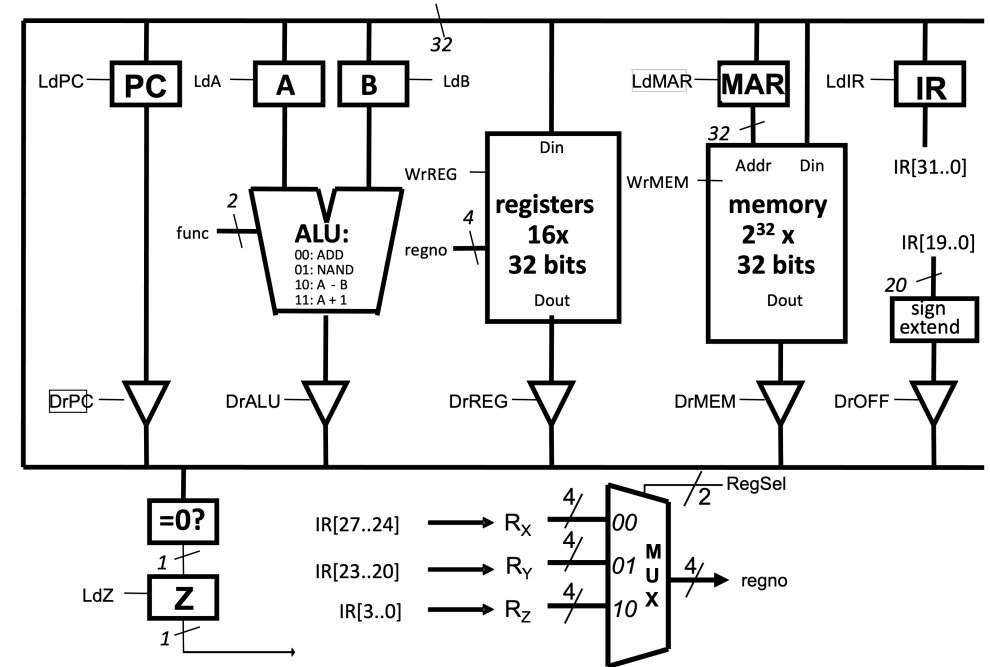 32
LdPC
PC
LdA
A
B
LdB
LdMAR
MAR
LdIR
IR
32
IR[31..0]
Din
WrREG
registers
16x
32 bits
Dout
4
regno
Addr
Din
WrMEM
memory
2³² x
32 bits
Dout
2
func
ALU:
00: ADD
01: NAND
10: A - B
11: A + 1
IR[19..0]
20
sign
extend
DrPC
DrALU
DrREG
DrMEM
DrOFF
=0?
1
LdZ
Z
1
RegSel
2
IR[27..24]
RX
4
00
IR[23..20]
RY
4
01
IR[3..0]
RZ
4
10
M
U
X
4
regno